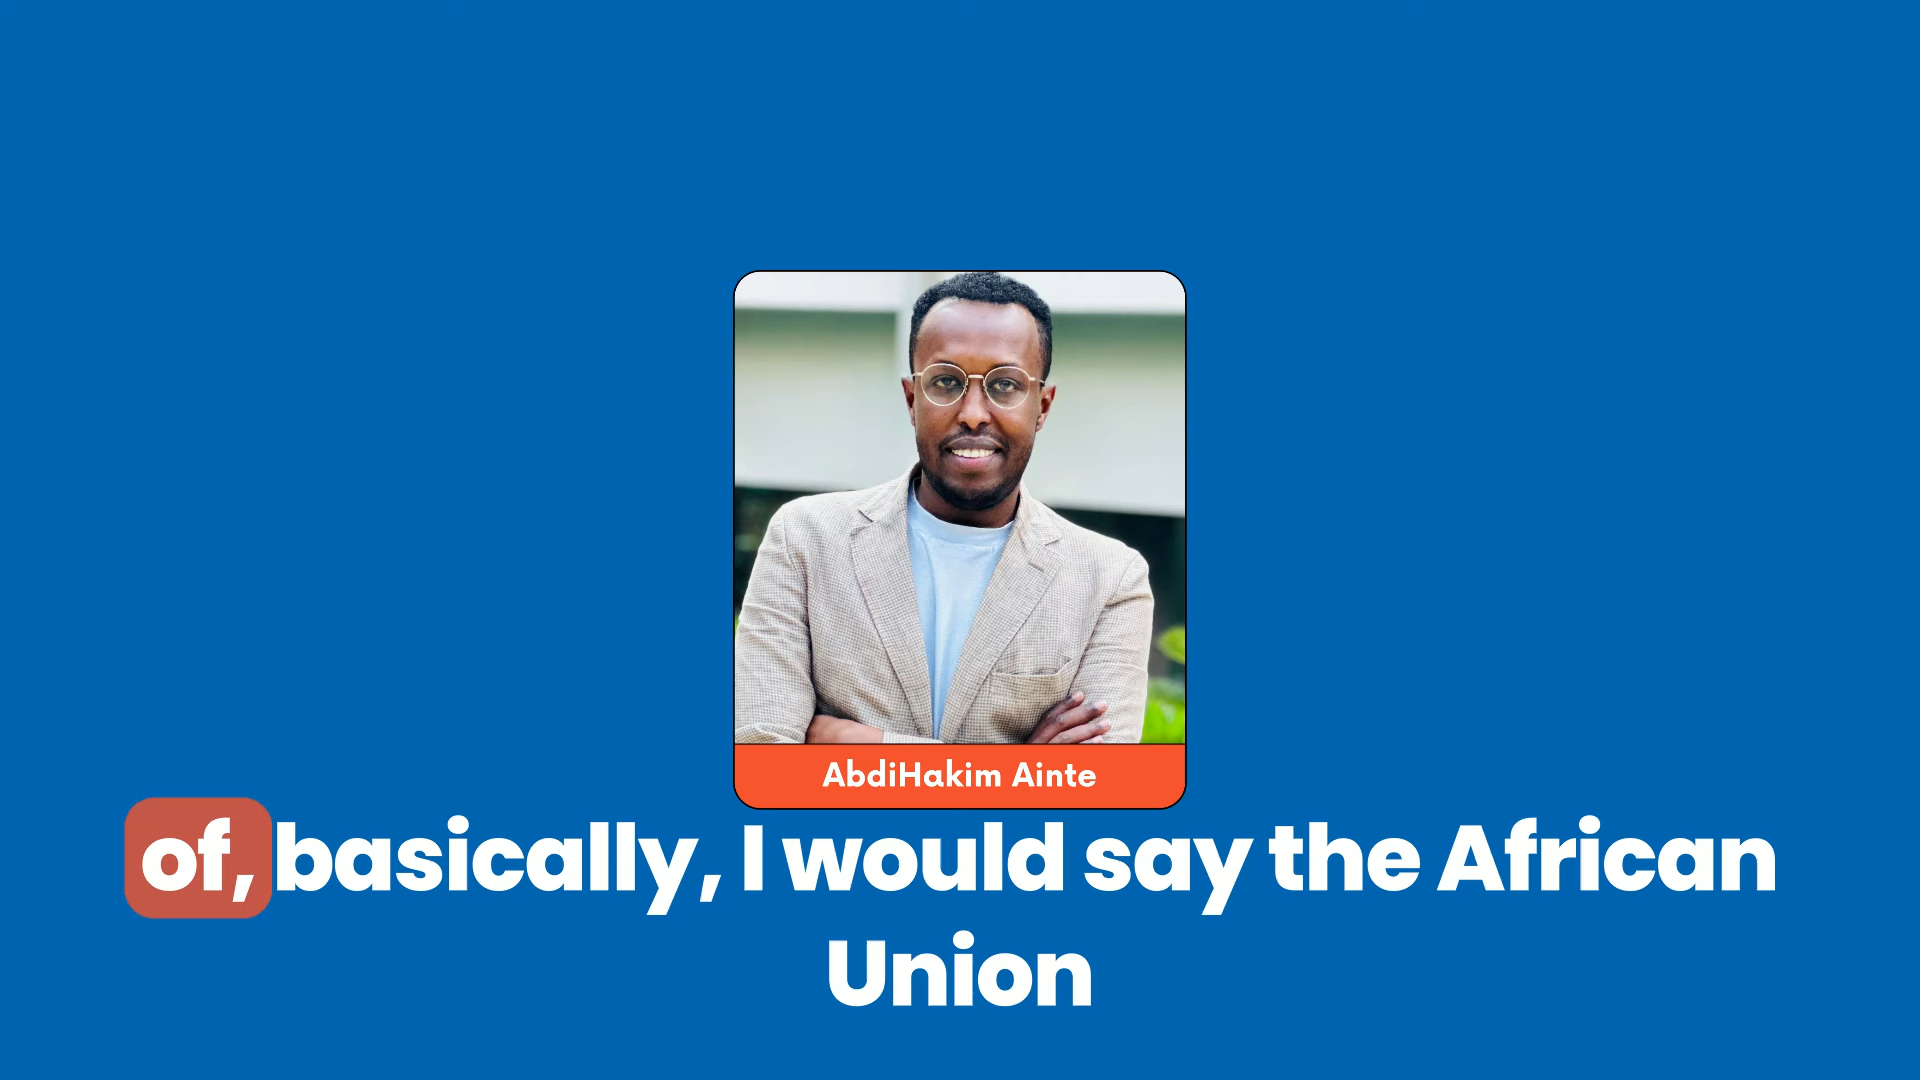 AbdiHakim Ainte
of, basically, I would say the African
Union